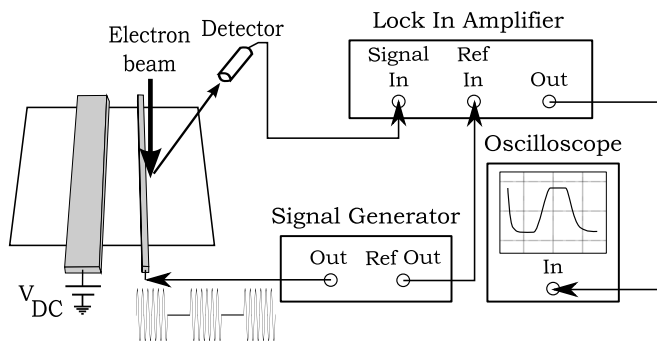 Lock In Amplifier
Electron
beam
Detector
Signal
In
Ref
In
Out
Oscilloscope
Signal Generator
Out
Ref Out
In
V
DC